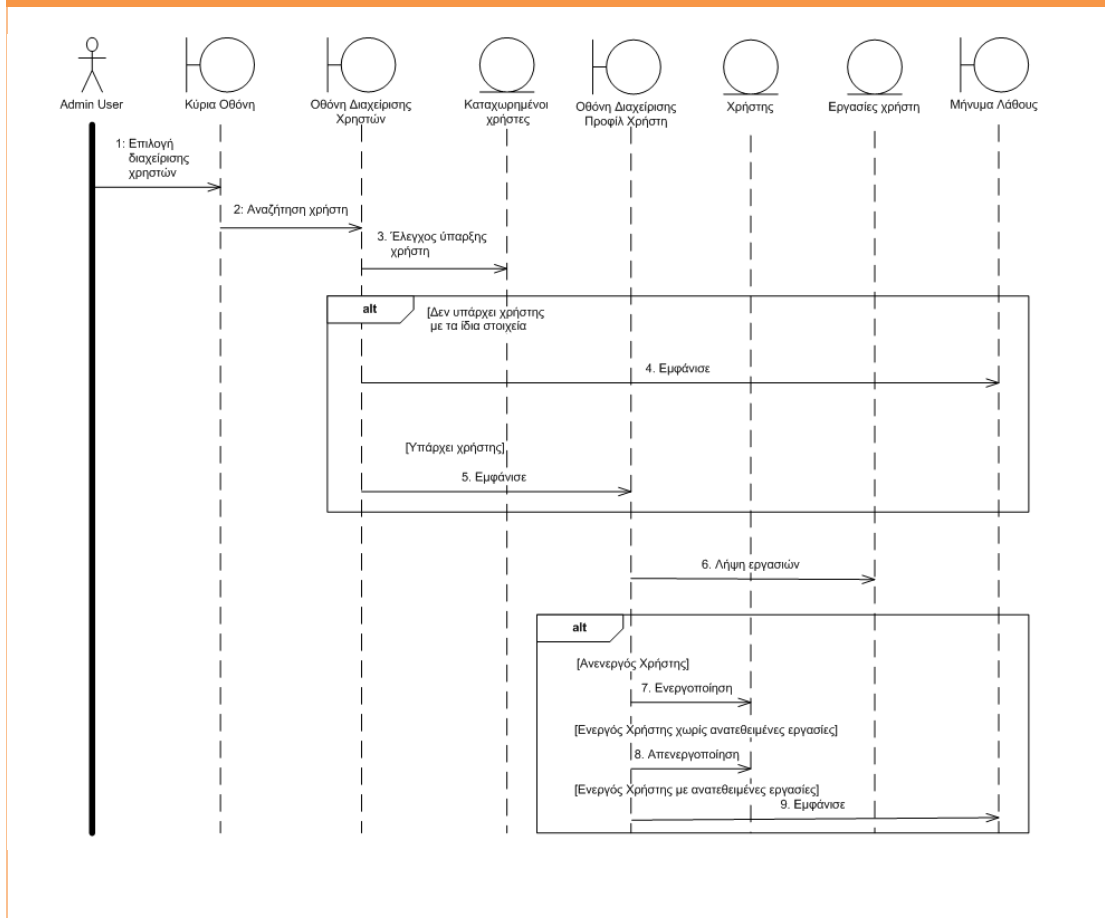 Admin User
Κύρια Οθόνη
Οθόνη Διαχείρισης
Χρηστών
Καταχωρημένοι
χρήστες
Οθόνη Διαχείρισης
Προφίλ Χρήστη
Χρήστης
Εργασίες χρήστη
Μήνυμα Λάθους
1: Επιλογή
διαχείρισης
χρηστών
2: Αναζήτηση χρήστη
3. Έλεγχος ύπαρξης
χρήστη
alt
[Δεν υπάρχει χρήστης
με τα ίδια στοιχεία
4. Εμφάνισε
[Υπάρχει χρήστης]
5. Εμφάνισε
6. Λήψη εργασιών
alt
[Ανενεργός Χρήστης]
7. Ενεργοποίηση
[Ενεργός Χρήστης χωρίς ανατεθειμένες εργασίες]
8. Απενεργοποίηση
[Ενεργός Χρήστης με ανατεθειμένες εργασίες]
9. Εμφάνισε